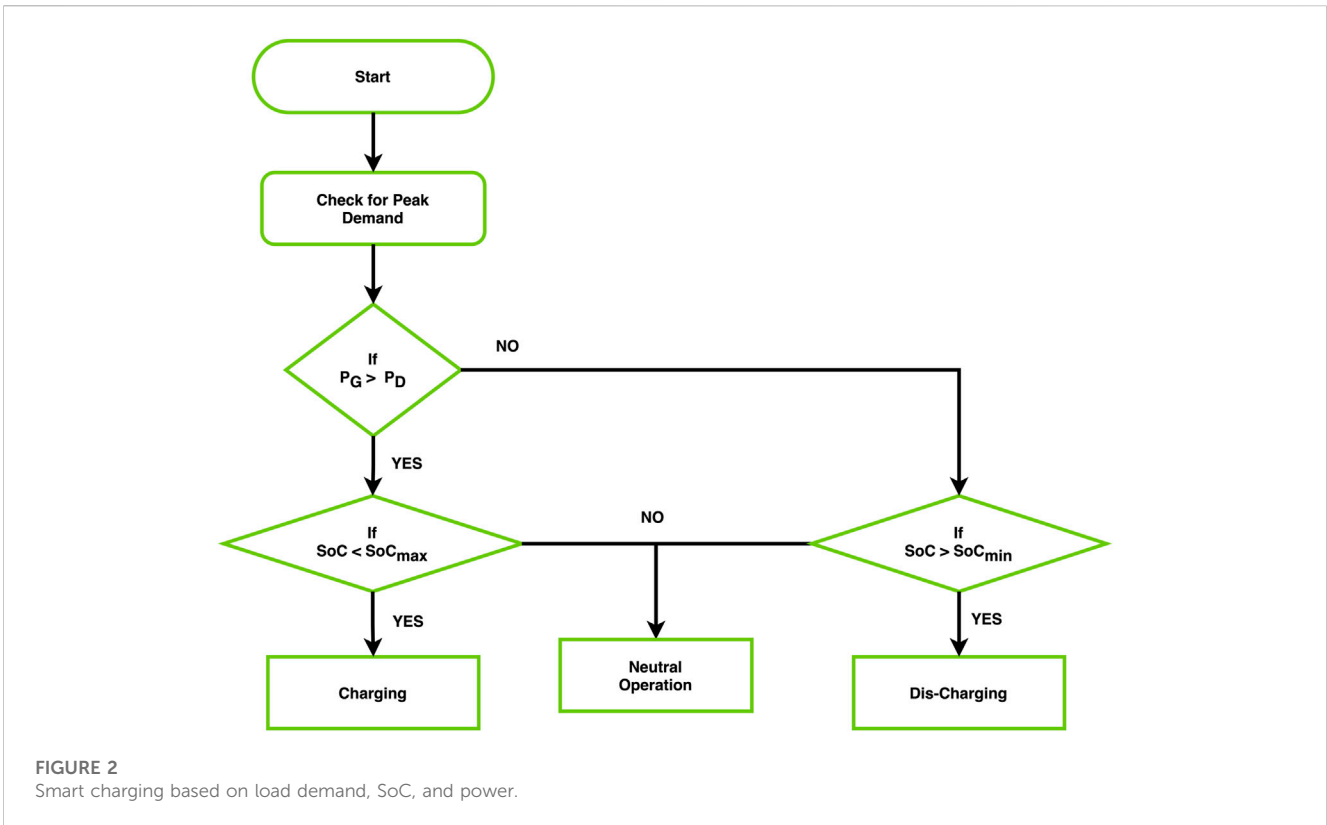 Start
Check for Peak
Demand
If
PG > PD
NO
YES
If
SoC < SoCmax
NO
If
SoC > SoCmin
YES
YES
Charging
Neutral
Operation
Dis-Charging
FIGURE 2
Smart charging based on load demand, SoC, and power.